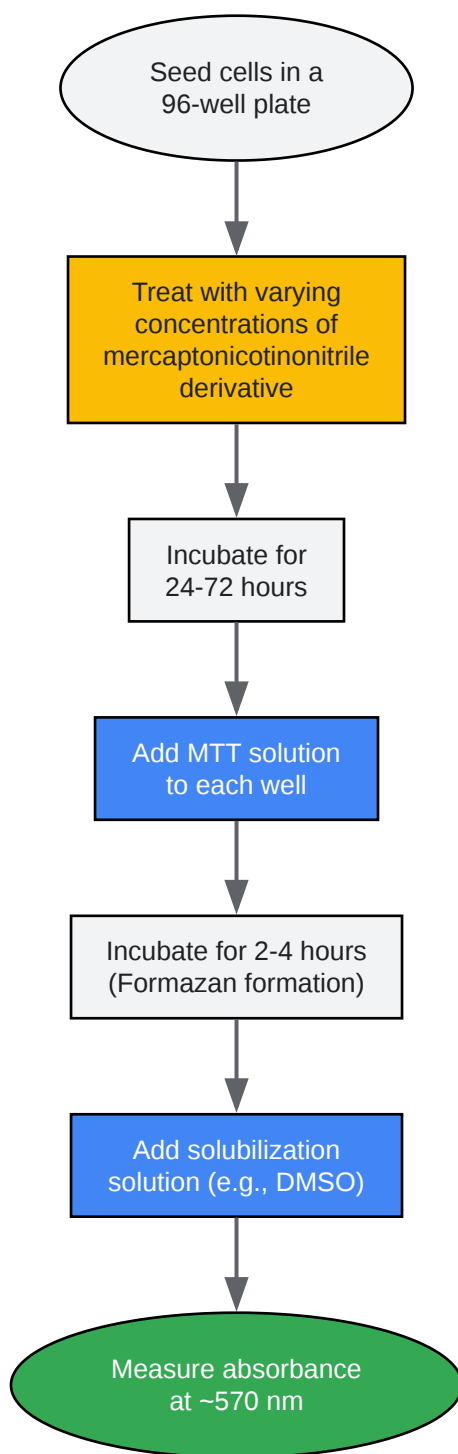 Seed cells in a
96-well plate
Treat with varying
concentrations of
mercaptonicotinonitrile
derivative
Incubate for
24-72 hours
Add MTT solution
to each well
Incubate for 2-4 hours
(Formazan formation)
Add solubilization
solution (e.g., DMSO)
Measure absorbance
at ~570 nm